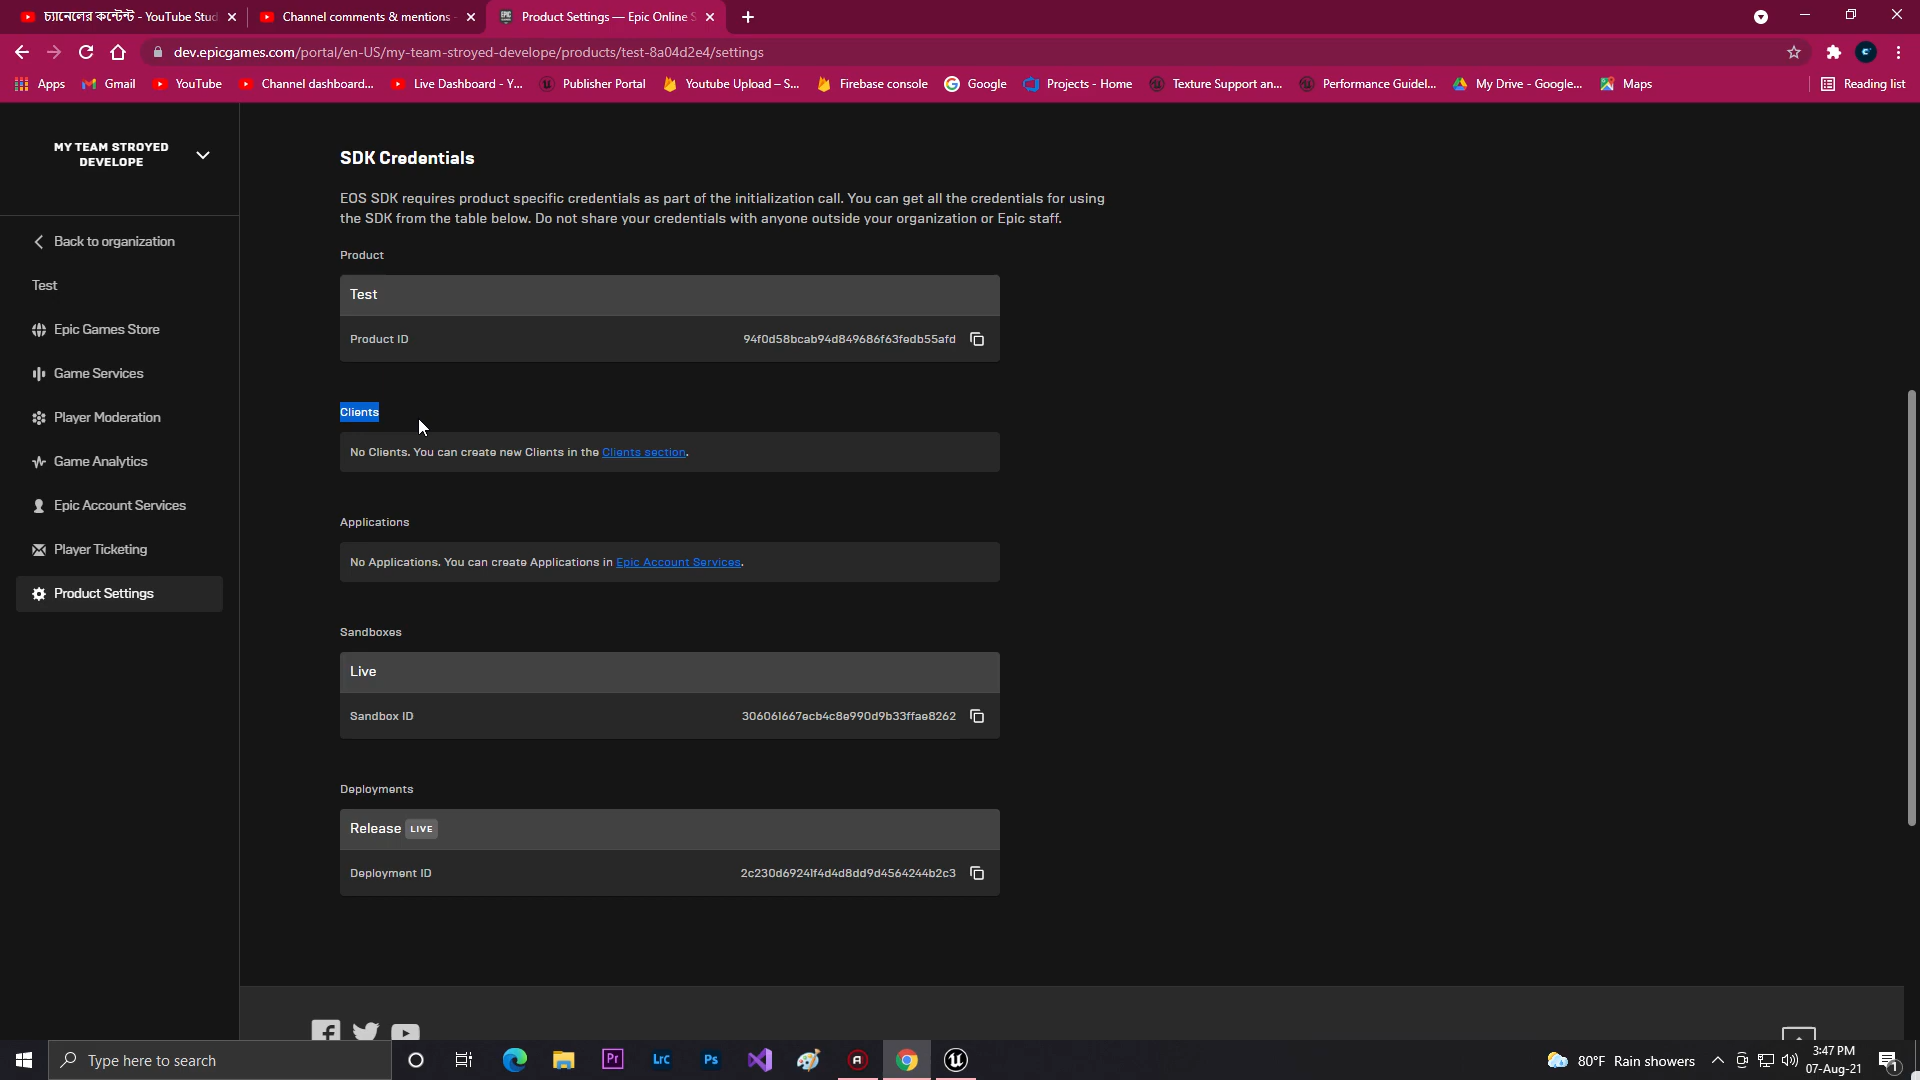 চ্যানেলের কন্টেন্ট - YouTube Stud
Channel comments & mentions -
Product Settings — Epic Online S
dev.epicgames.com/portal/en-US/my-team-stroyed-develope/products/test-8a04d2e4/settings
Apps
Gmail
YouTube
Channel dashboard...
Live Dashboard - Y...
Publisher Portal
Youtube Upload – S...
Firebase console
Google
Projects - Home
Texture Support an...
Performance Guidel...
My Drive - Google...
Maps
Reading list
MY TEAM STROYED
DEVELOPE
Back to organization
Test
Epic Games Store
Game Services
Player Moderation
Game Analytics
Epic Account Services
Player Ticketing
Product Settings
SDK Credentials
EOS SDK requires product specific credentials as part of the initialization call. You can get all the credentials for using
the SDK from the table below. Do not share your credentials with anyone outside your organization or Epic staff.
Product
Test
Product ID 94f0d58bcab94d849686f63fedb55afd
Clients
No Clients. You can create new Clients in the Clients section.
Applications
No Applications. You can create Applications in Epic Account Services.
Sandboxes
Live
Sandbox ID 306061667ecb4c8e990d9b33ffae8262
Deployments
Release LIVE
Deployment ID 2c230d69241f4d4d8dd9d4564244b2c3
Type here to search
Pr
Lrc
Ps
80°F Rain showers
3:47 PM
07-Aug-21
1